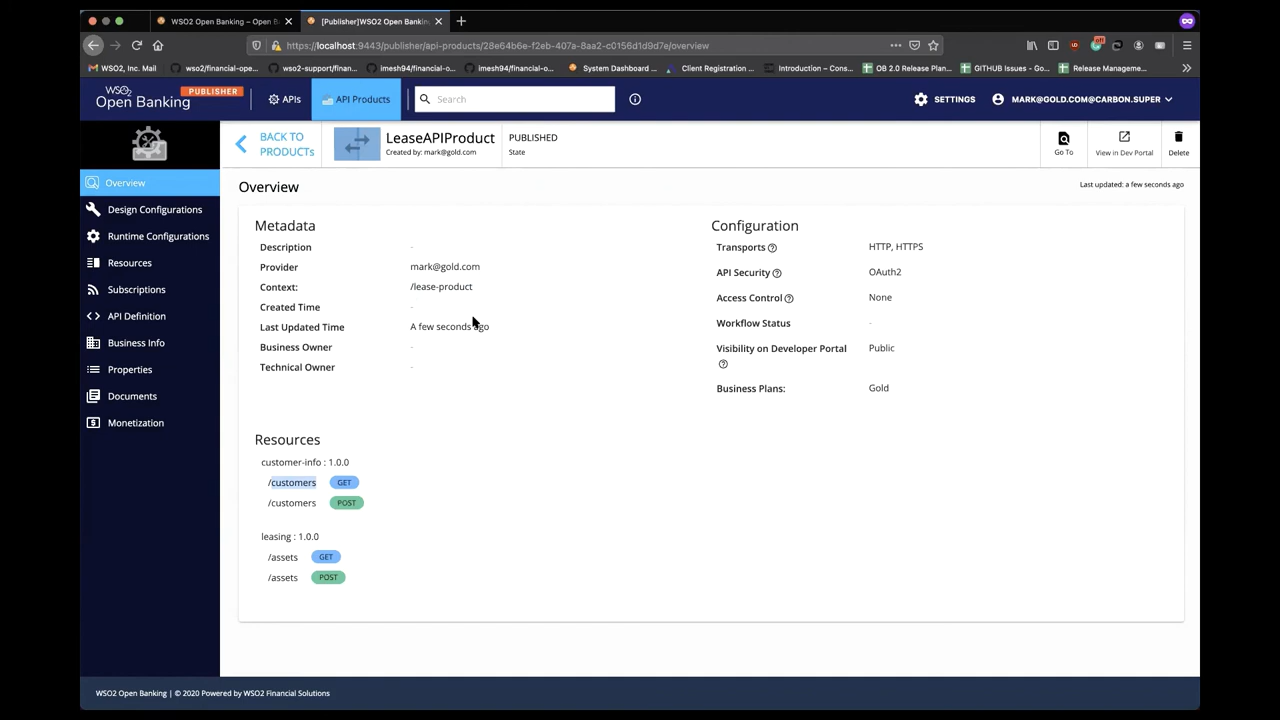 WSO2 Open Banking – Open B
[Publisher]WSO2 Open Bankin
https://localhost:9443/publisher/api-products/28e64b6e-f2eb-407a-8aa2-c0156d1d9d7e/overview
WSO2, Inc. Mail
wso2/financial-ope...
wso2-support/finan...
imesh94/financial-o...
imesh94/financial-o...
System Dashboard ...
Client Registration ...
Introduction – Cons...
OB 2.0 Release Plan...
GITHUB Issues - Go...
Release Manageme...
WSO2
Open Banking
PUBLISHER
APIs
API Products
Search
SETTINGS
MARK@GOLD.COM@CARBON.SUPER
BACK TO
PRODUCTs
LeaseAPIProduct
Created by: mark@gold.com
PUBLISHED
State
Go To
View in Dev Portal
Delete
Overview
Design Configurations
Runtime Configurations
Resources
Subscriptions
API Definition
Business Info
Properties
Documents
Monetization
Overview
Last updated: a few seconds ago
Metadata
Description -
Provider mark@gold.com
Context: /lease-product
Created Time -
Last Updated Time A few seconds ago
Business Owner -
Technical Owner -
Configuration
Transports HTTP, HTTPS
API Security OAuth2
Access Control None
Workflow Status -
Visibility on Developer Portal Public
Business Plans: Gold
Resources
customer-info : 1.0.0
/customers GET
/customers POST
leasing : 1.0.0
/assets GET
/assets POST
WSO2 Open Banking | © 2020 Powered by WSO2 Financial Solutions